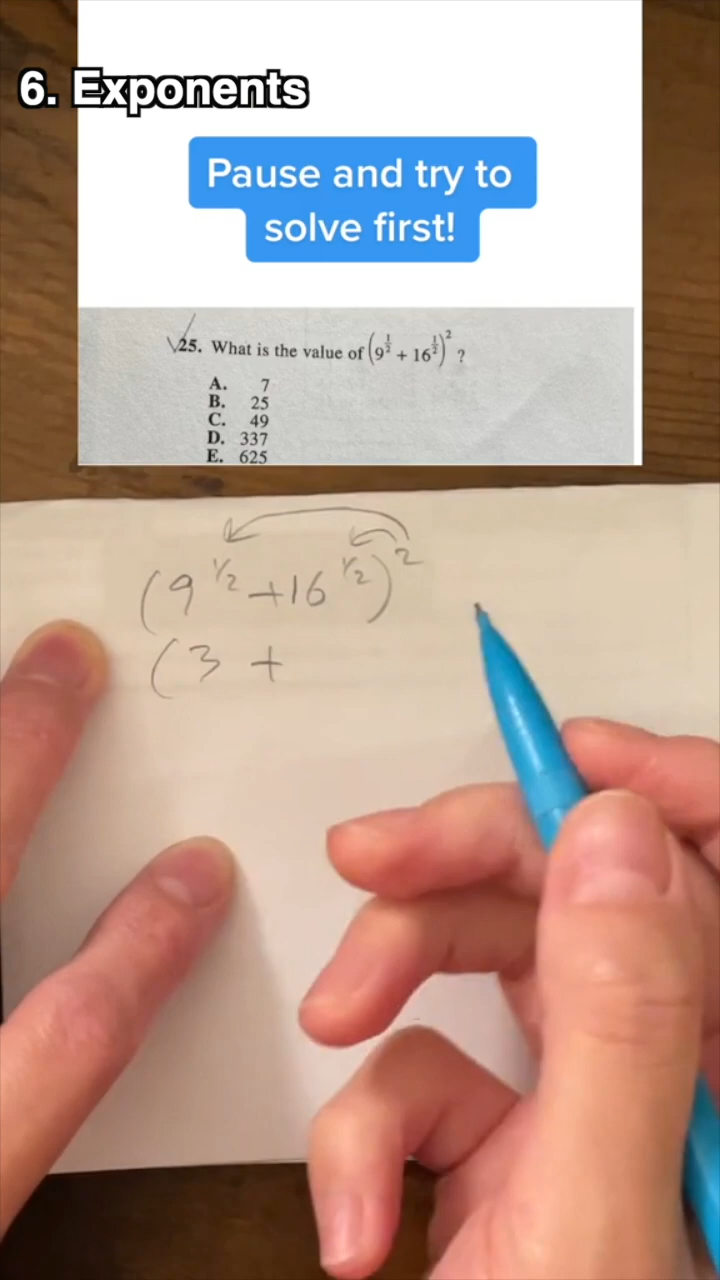 6. Exponents
Pause and try to
solve first!
25. What is the value of (9^{1/2} + 16^{1/2})^2 ?
A. 7
B. 25
C. 49
D. 337
E. 625
(9^{1/2} + 16^{1/2})^2
(3 +